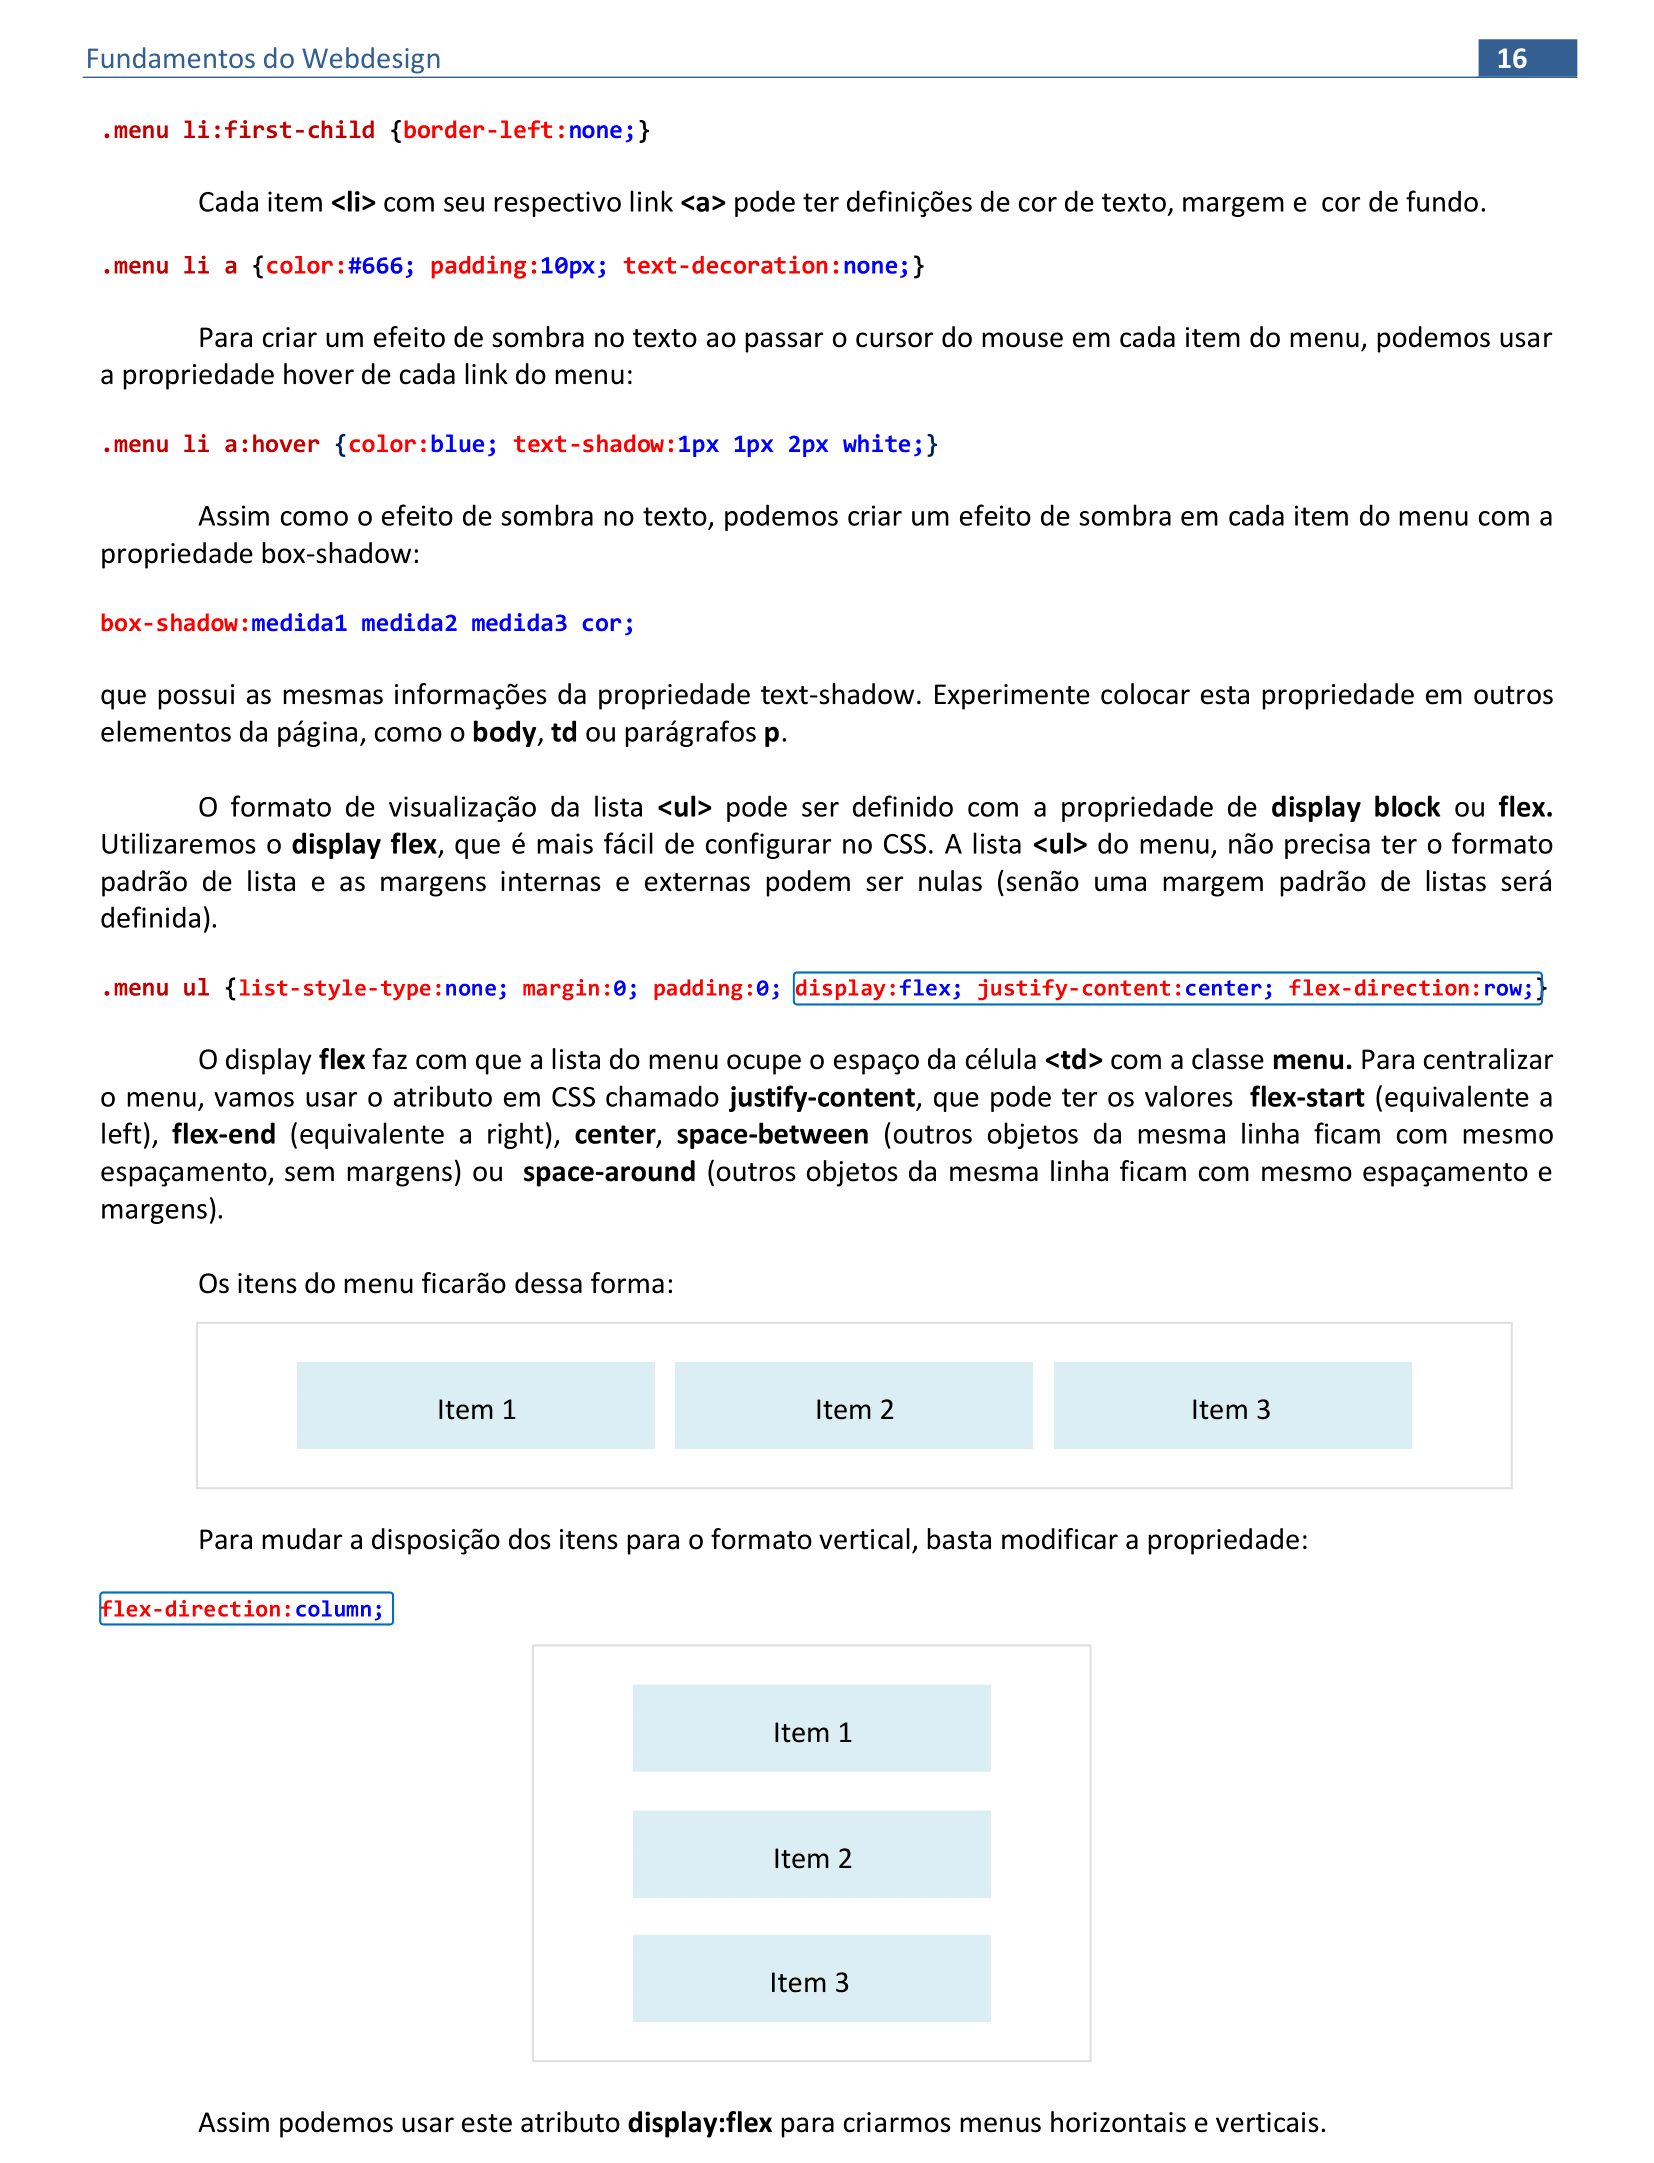 Fundamentos do Webdesign 16
.menu li:first-child {border-left:none;}
Cada item <li> com seu respectivo link <a> pode ter definições de cor de texto, margem e cor de fundo.
.menu li a {color:#666; padding:10px; text-decoration:none;}
Para criar um efeito de sombra no texto ao passar o cursor do mouse em cada item do menu, podemos usar
a propriedade hover de cada link do menu:
.menu li a:hover {color:blue; text-shadow:1px 1px 2px white;}
Assim como o efeito de sombra no texto, podemos criar um efeito de sombra em cada item do menu com a
propriedade box-shadow:
box-shadow:medida1 medida2 medida3 cor;
que possui as mesmas informações da propriedade text-shadow. Experimente colocar esta propriedade em outros
elementos da página, como o body, td ou parágrafos p.
O formato de visualização da lista <ul> pode ser definido com a propriedade de display block ou flex.
Utilizaremos o display flex, que é mais fácil de configurar no CSS. A lista <ul> do menu, não precisa ter o formato
padrão de lista e as margens internas e externas podem ser nulas (senão uma margem padrão de listas será
definida).
.menu ul {list-style-type:none; margin:0; padding:0; display:flex; justify-content:center; flex-direction:row;}
O display flex faz com que a lista do menu ocupe o espaço da célula <td> com a classe menu. Para centralizar
o menu, vamos usar o atributo em CSS chamado justify-content, que pode ter os valores flex-start (equivalente a
left), flex-end (equivalente a right), center, space-between (outros objetos da mesma linha ficam com mesmo
espaçamento, sem margens) ou space-around (outros objetos da mesma linha ficam com mesmo espaçamento e
margens).
Os itens do menu ficarão dessa forma:
Item 1 Item 2 Item 3
Para mudar a disposição dos itens para o formato vertical, basta modificar a propriedade:
flex-direction:column;
Item 1
Item 2
Item 3
Assim podemos usar este atributo display:flex para criarmos menus horizontais e verticais.